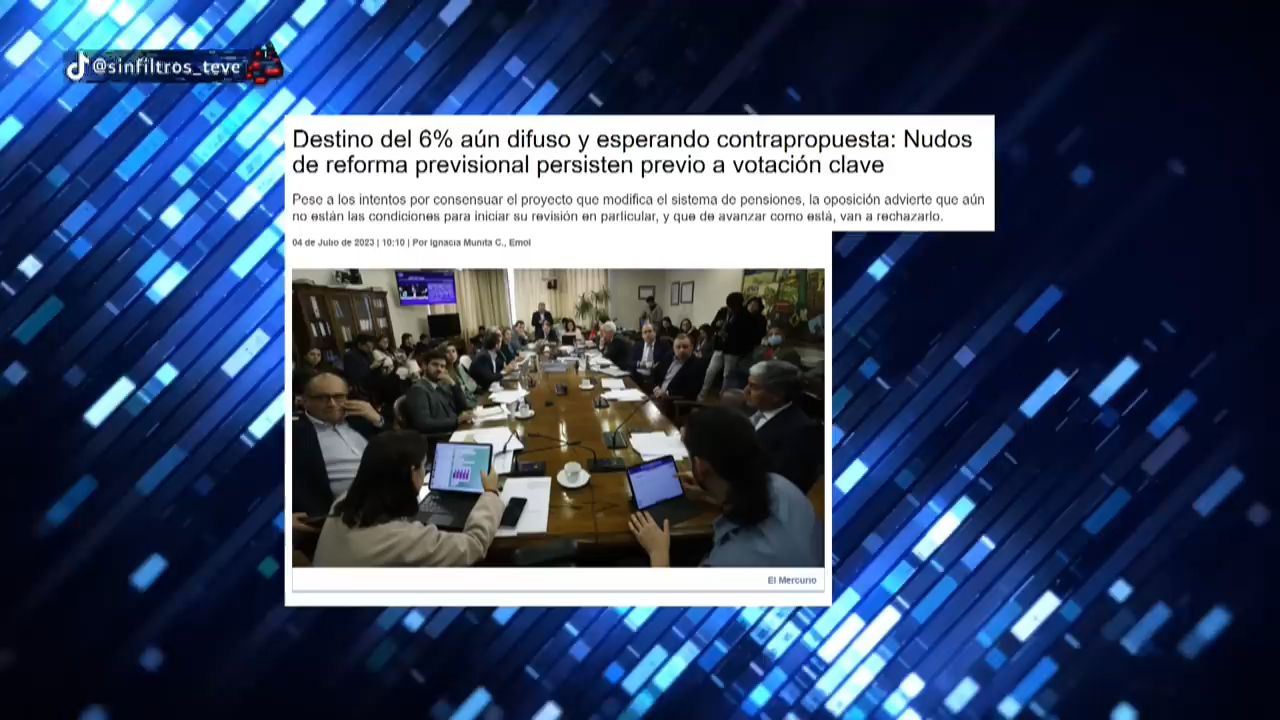 @sinfiltros_teve
Destino del 6% aún difuso y esperando contrapropuesta: Nudos
de reforma previsional persisten previo a votación clave
Pese a los intentos por consensuar el proyecto que modifica el sistema de pensiones, la oposición advierte que aún
no están las condiciones para iniciar su revisión en particular, y que de avanzar como está, van a rechazarlo.
04 de Julio de 2023 | 10:10 | Por Ignacia Munita C., Emol
El Mercurio